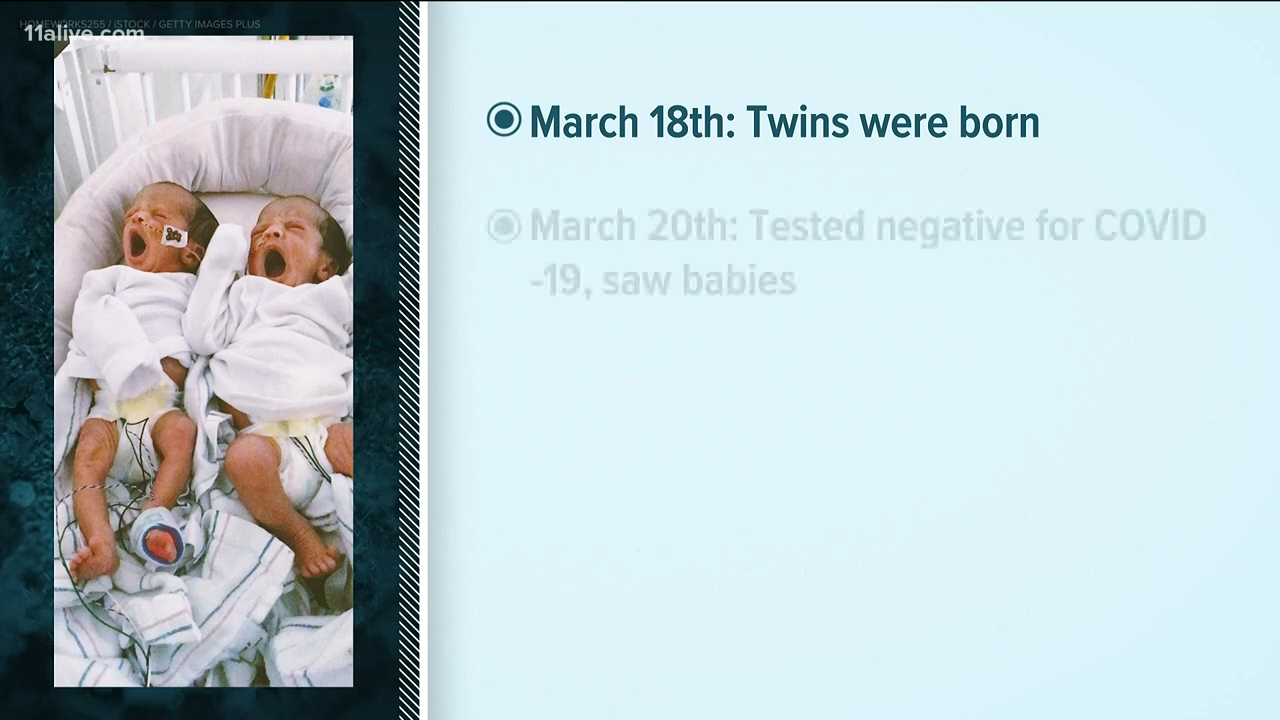 HOMEWORKS255 / iSTOCK / GETTY IMAGES PLUS
11alive.com
March 18th: Twins were born
March 20th: Tested negative for COVID
-19, saw babies